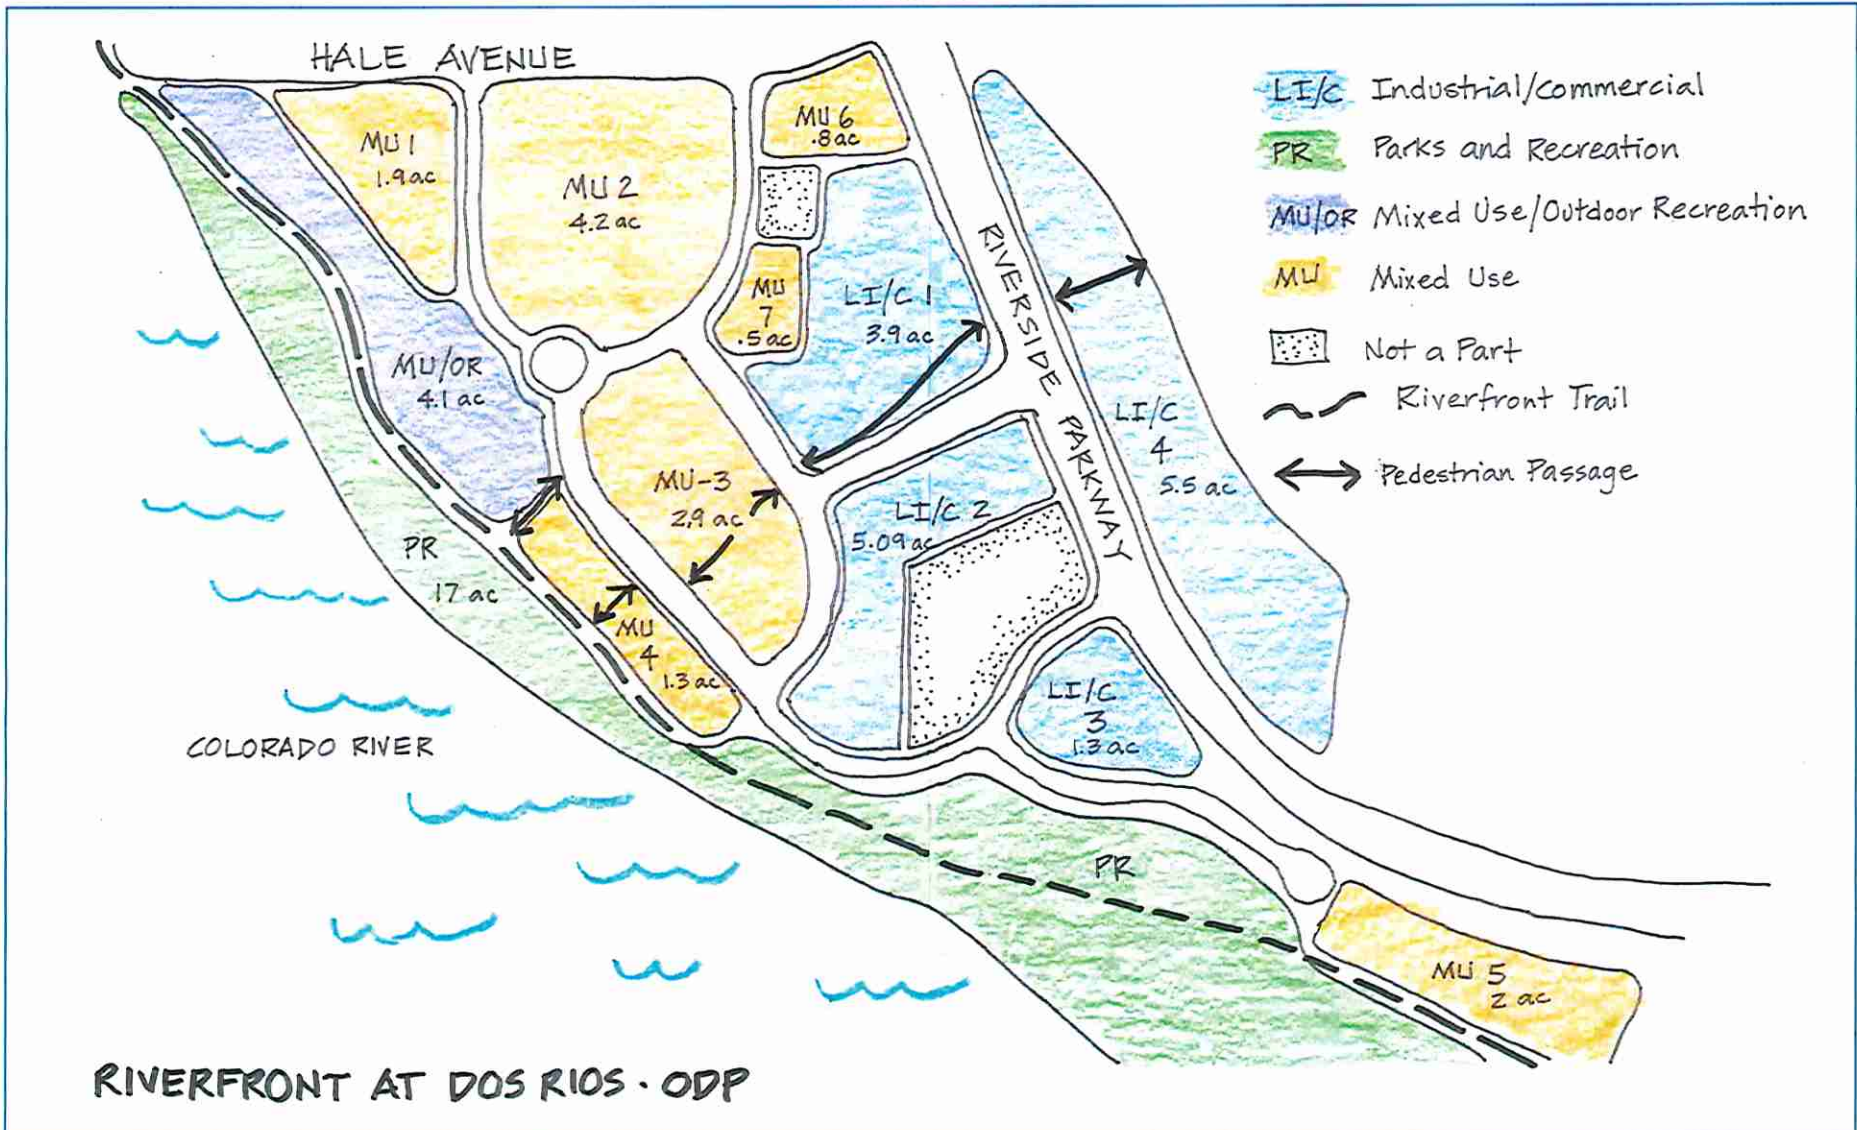 HALE AVENUE
MU 1
1.9 ac
MU 2
4.2 ac
MU 6
.8 ac
MU
7
.5 ac
LI/C 1
3.9 ac
RIVERSIDE PARKWAY
LI/C
4
5.5 ac
MU/OR
4.1 ac
MU-3
2.9 ac
LI/C 2
5.09 ac
PR
17 ac
MU
4
1.3 ac
LI/C
3
1.3 ac
COLORADO RIVER
PR
MU 5
2 ac
LI/C Industrial/Commercial
PR Parks and Recreation
MU/OR Mixed Use/Outdoor Recreation
MU Mixed Use
Not a Part
Riverfront Trail
Pedestrian Passage
RIVERFRONT AT DOS RIOS · ODP